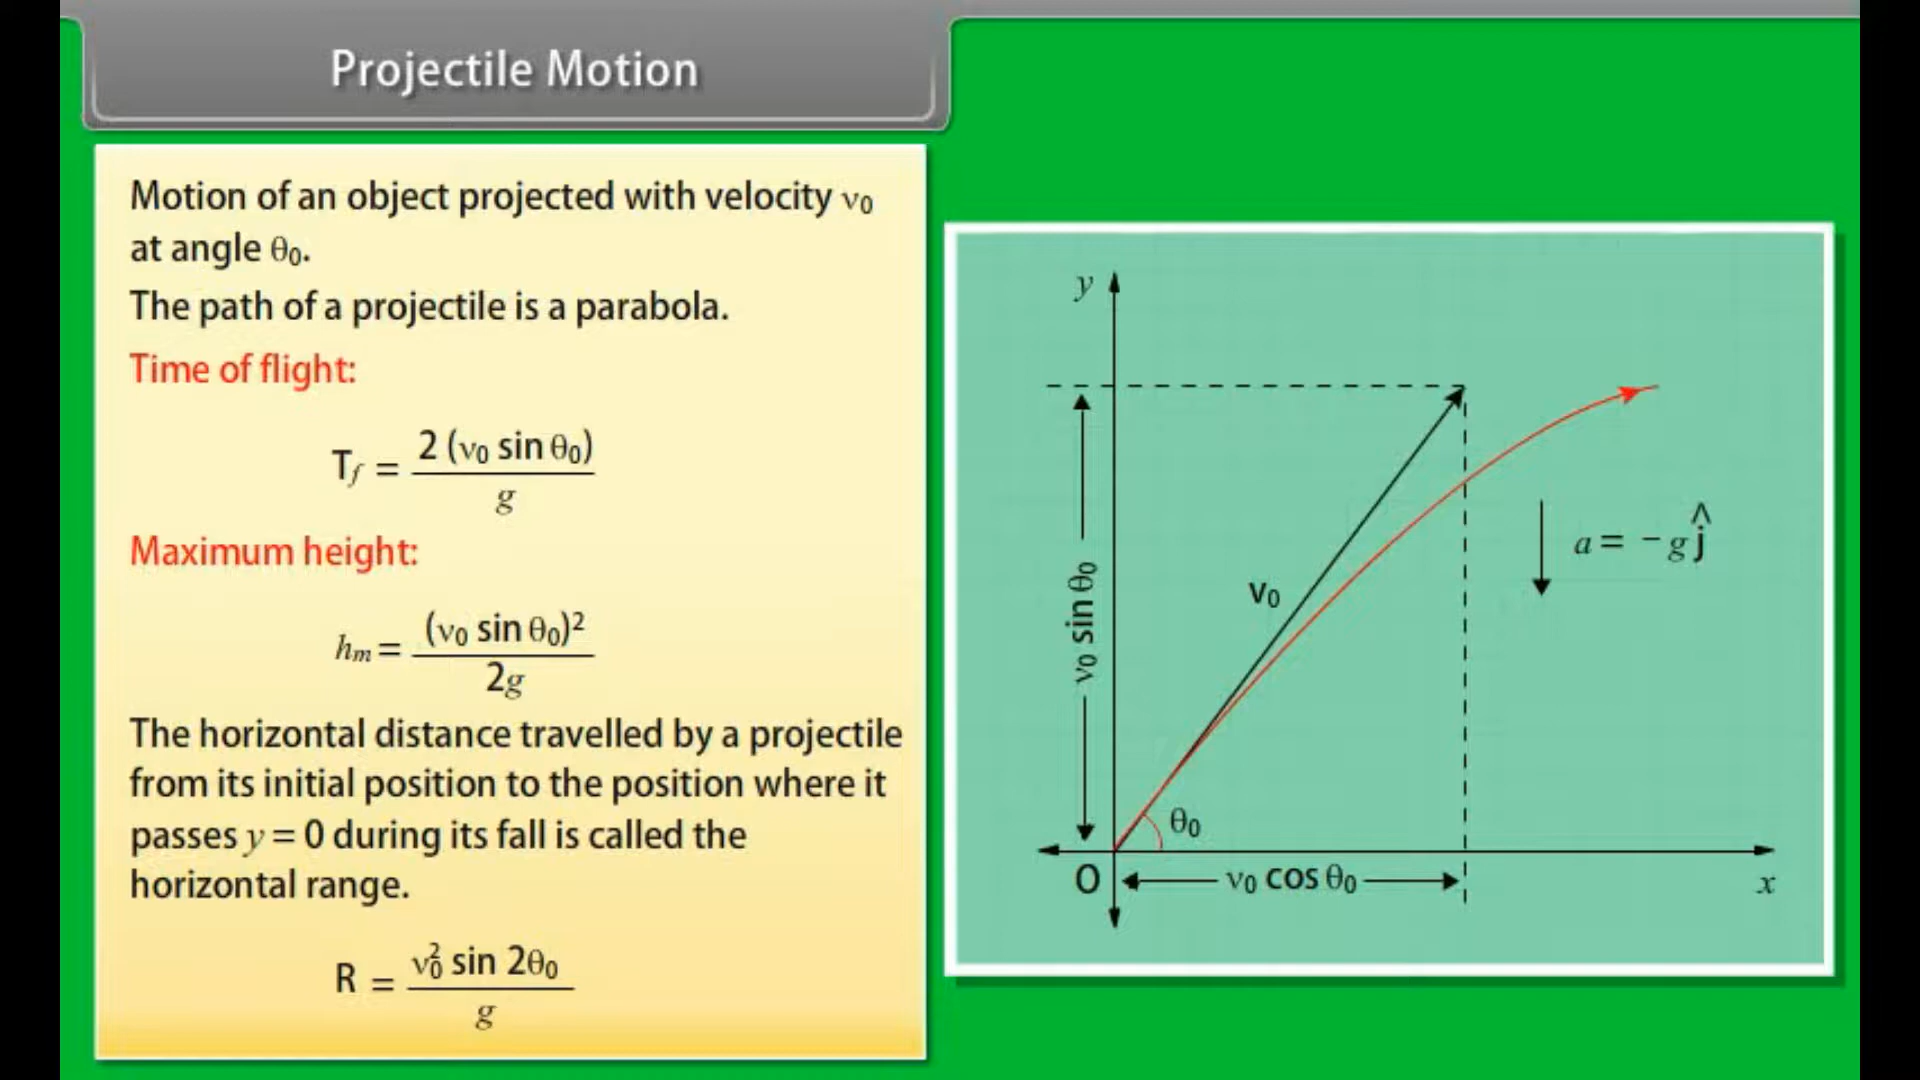 Projectile Motion
Motion of an object projected with velocity v₀
at angle θ₀.
The path of a projectile is a parabola.
Time of flight:
T𝑓 = 2 (v₀ sin θ₀) / g
Maximum height:
hₘ = (v₀ sin θ₀)² / 2g
The horizontal distance travelled by a projectile
from its initial position to the position where it
passes y = 0 during its fall is called the
horizontal range.
R = v₀² sin 2θ₀ / g
y
v₀ sin θ₀
v₀
a = − g ĵ
θ₀
O
v₀ cos θ₀
x